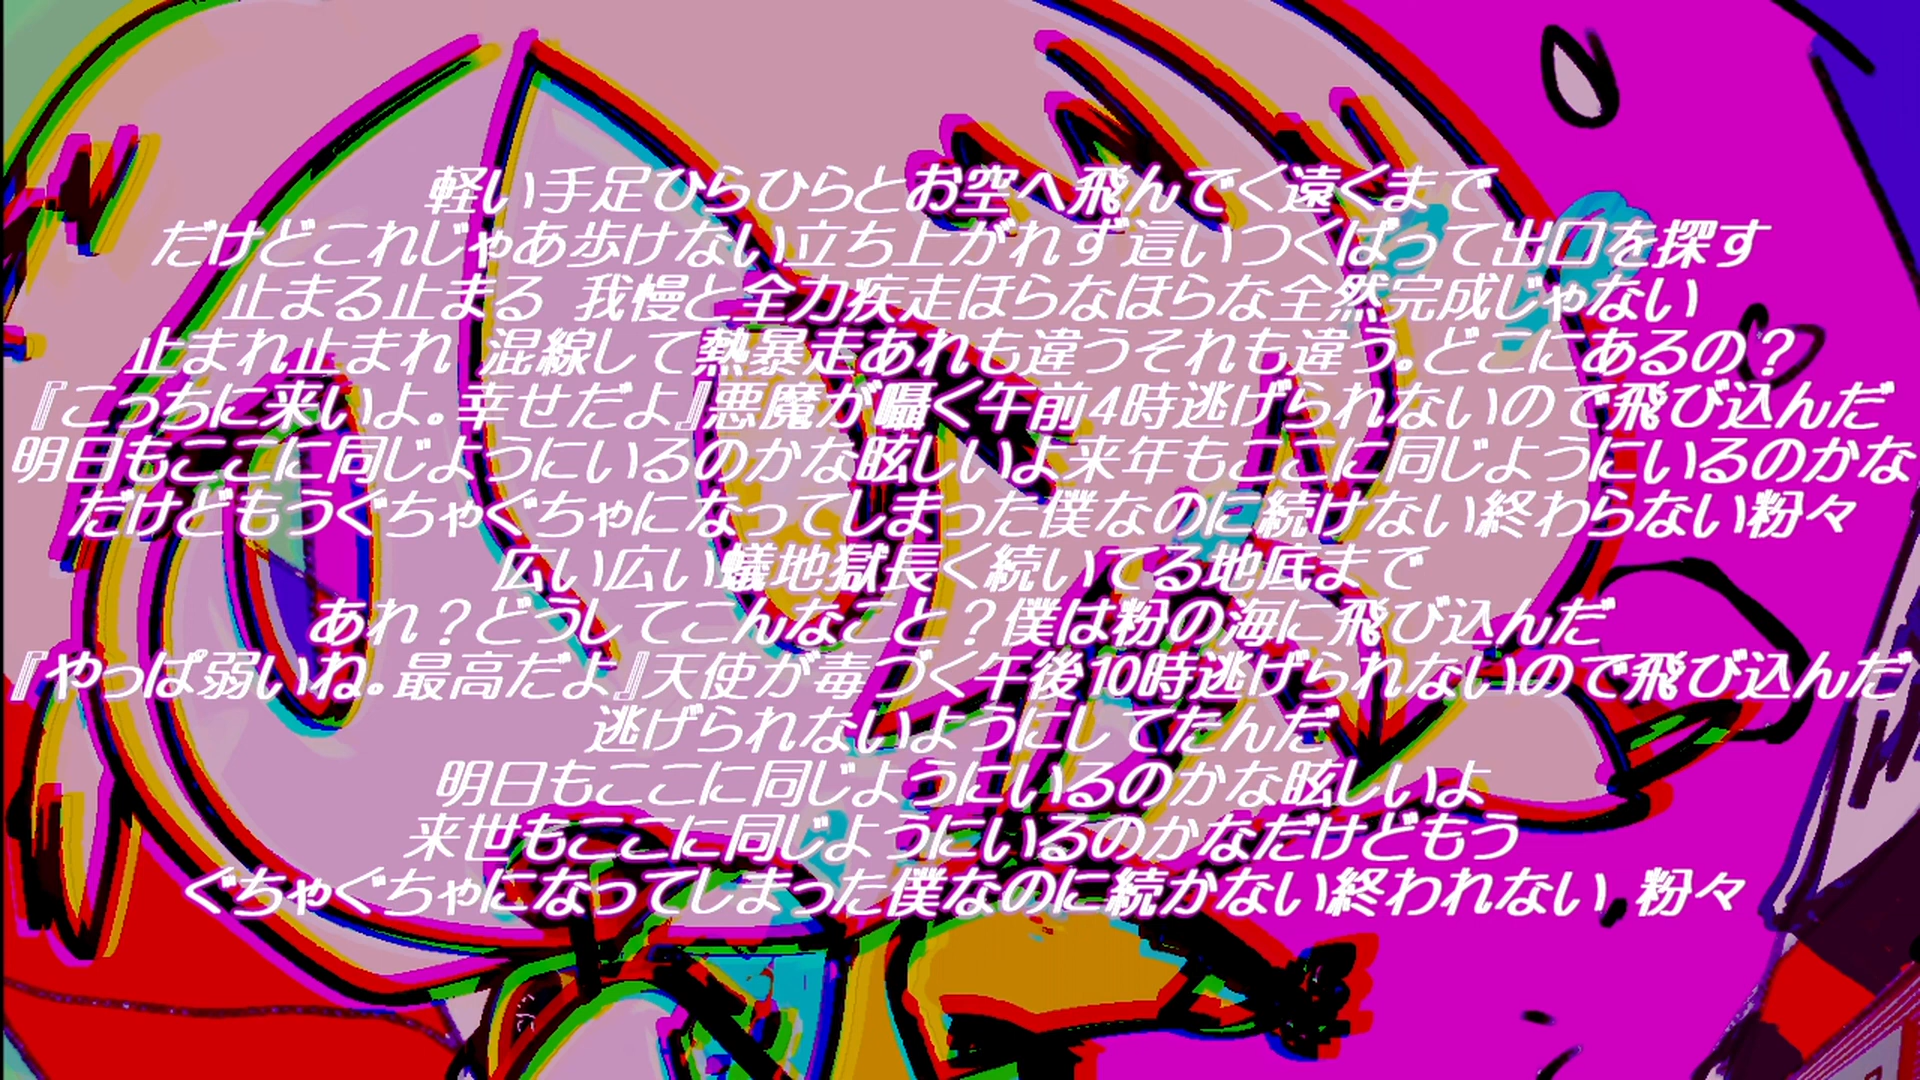 軽い手足ひらひらとお空へ飛んでく遠くまで
だけどこれじゃあ歩けない立ち上がれず這いつくばって出口を探す
止まる止まる 我慢と全力疾走ほらなほらな全然完成じゃない
止まれ止まれ 混線して熱暴走あれも違うそれも違う。どこにあるの？
『こっちに来いよ。幸せだよ』悪魔が囁く午前4時逃げられないので飛び込んだ
明日もここに同じようにいるのかな眩しいよ来年もここに同じようにいるのかな
だけどもうぐちゃぐちゃになってしまった僕なのに続けない終わらない粉々
広い広い蟻地獄長く続いてる地底まで
あれ？どうしてこんなこと？僕は粉の海に飛び込んだ
『やっぱ弱いね。最高だよ』天使が毒づく午後10時逃げられないので飛び込んだ
逃げられないようにしてたんだ
明日もここに同じようにいるのかな眩しいよ
来世もここに同じようにいるのかなだけどもう
ぐちゃぐちゃになってしまった僕なのに続かない終われない 粉々